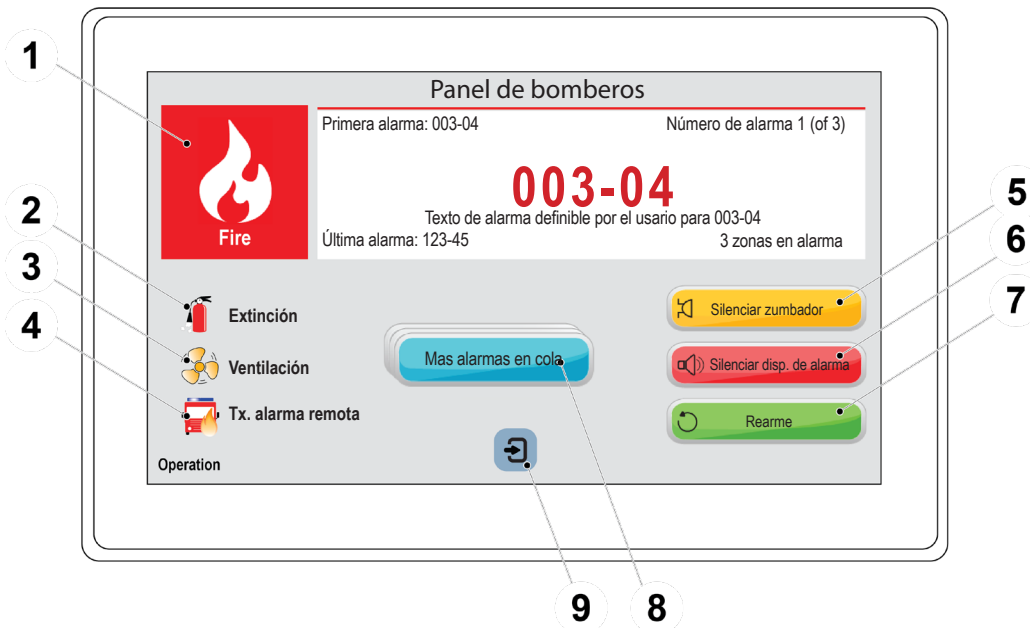 Panel de bomberos
1
Primera alarma: 003-04
Número de alarma 1 (of 3)
003-04
Texto de alarma definible por el usario para 003-04
Fire
Última alarma: 123-45
3 zonas en alarma
2
5
3
6
4
7
Extinción
Silenciar zumbador
Ventilación
Mas alarmas en cola
Silenciar disp. de alarma
Tx. alarma remota
Rearme
Operation
9
8